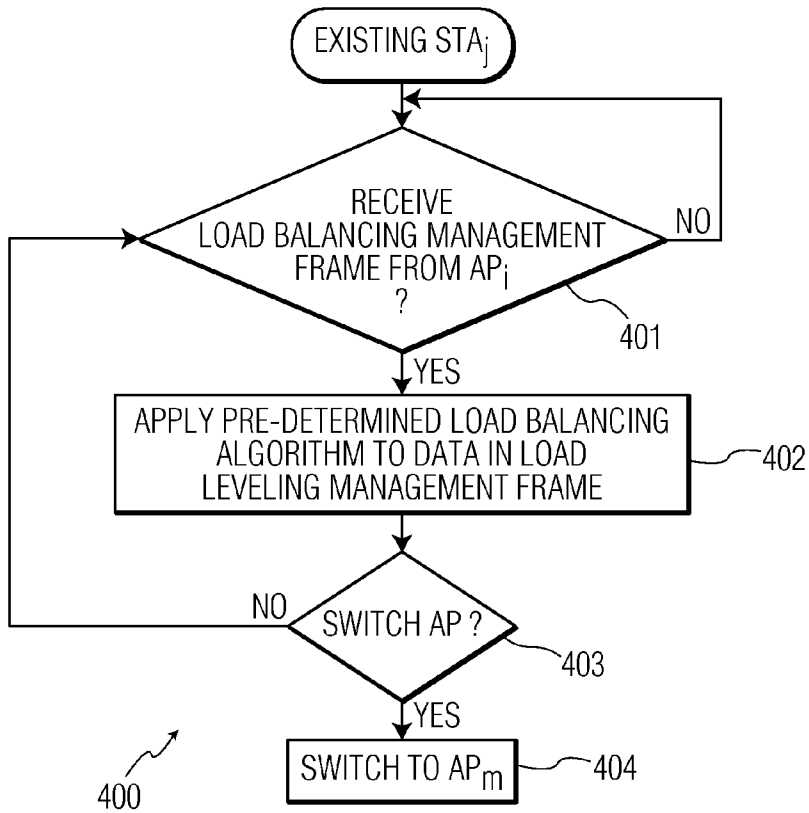 EXISTING STAj
RECEIVE
LOAD BALANCING MANAGEMENT
FRAME FROM APi
?
NO
401
YES
APPLY PRE-DETERMINED LOAD BALANCING
ALGORITHM TO DATA IN LOAD
LEVELING MANAGEMENT FRAME
402
NO
SWITCH AP ?
403
YES
SWITCH TO APm
404
400